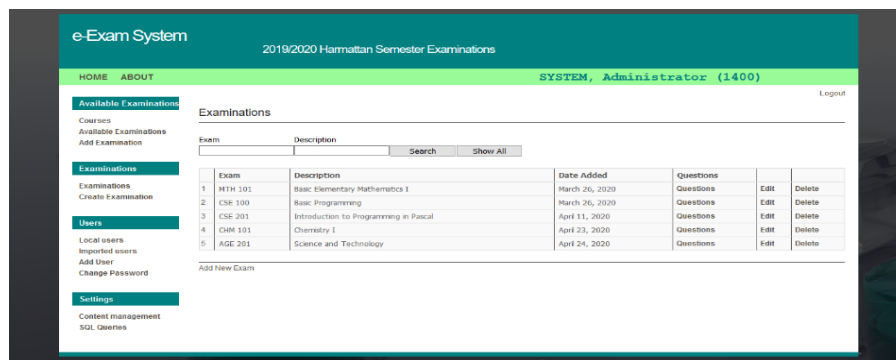 e-Exam System
2019/2020 Harmattan Semester Examinations
HOME ABOUT
SYSTEM, Administrator (1400)
Logout
Available Examinations
Courses
Available Examinations
Add Examination
Examinations
Examinations
Create Examination
Users
Local users
Imported users
Add User
Change Password
Settings
Content management
SQL Queries
Examinations
Exam Description
Search Show All
Exam Description Date Added Questions
1 MTH 101 Basic Elementary Mathematics I March 26, 2020 Questions Edit Delete
2 CSE 100 Basic Programming March 26, 2020 Questions Edit Delete
3 CSE 201 Introduction to Programming in Pascal April 11, 2020 Questions Edit Delete
4 CHM 101 Chemistry I April 23, 2020 Questions Edit Delete
5 AGE 201 Science and Technology April 24, 2020 Questions Edit Delete
Add New Exam